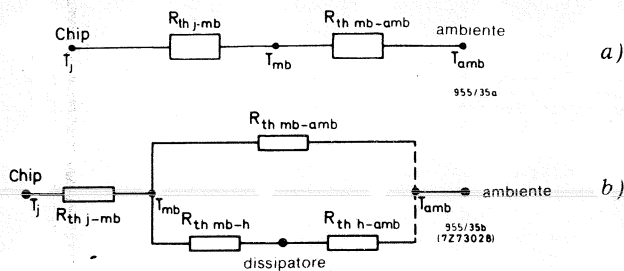 Chip
R th j-mb
R th mb-amb
ambiente
T j
T mb
T amb
a)
955/35a
R th mb-amb
Chip
T j
R th j-mb
T mb
T amb
ambiente
b)
R th mb-h
R th h-amb
955/35b
(7Z73028)
dissipatore